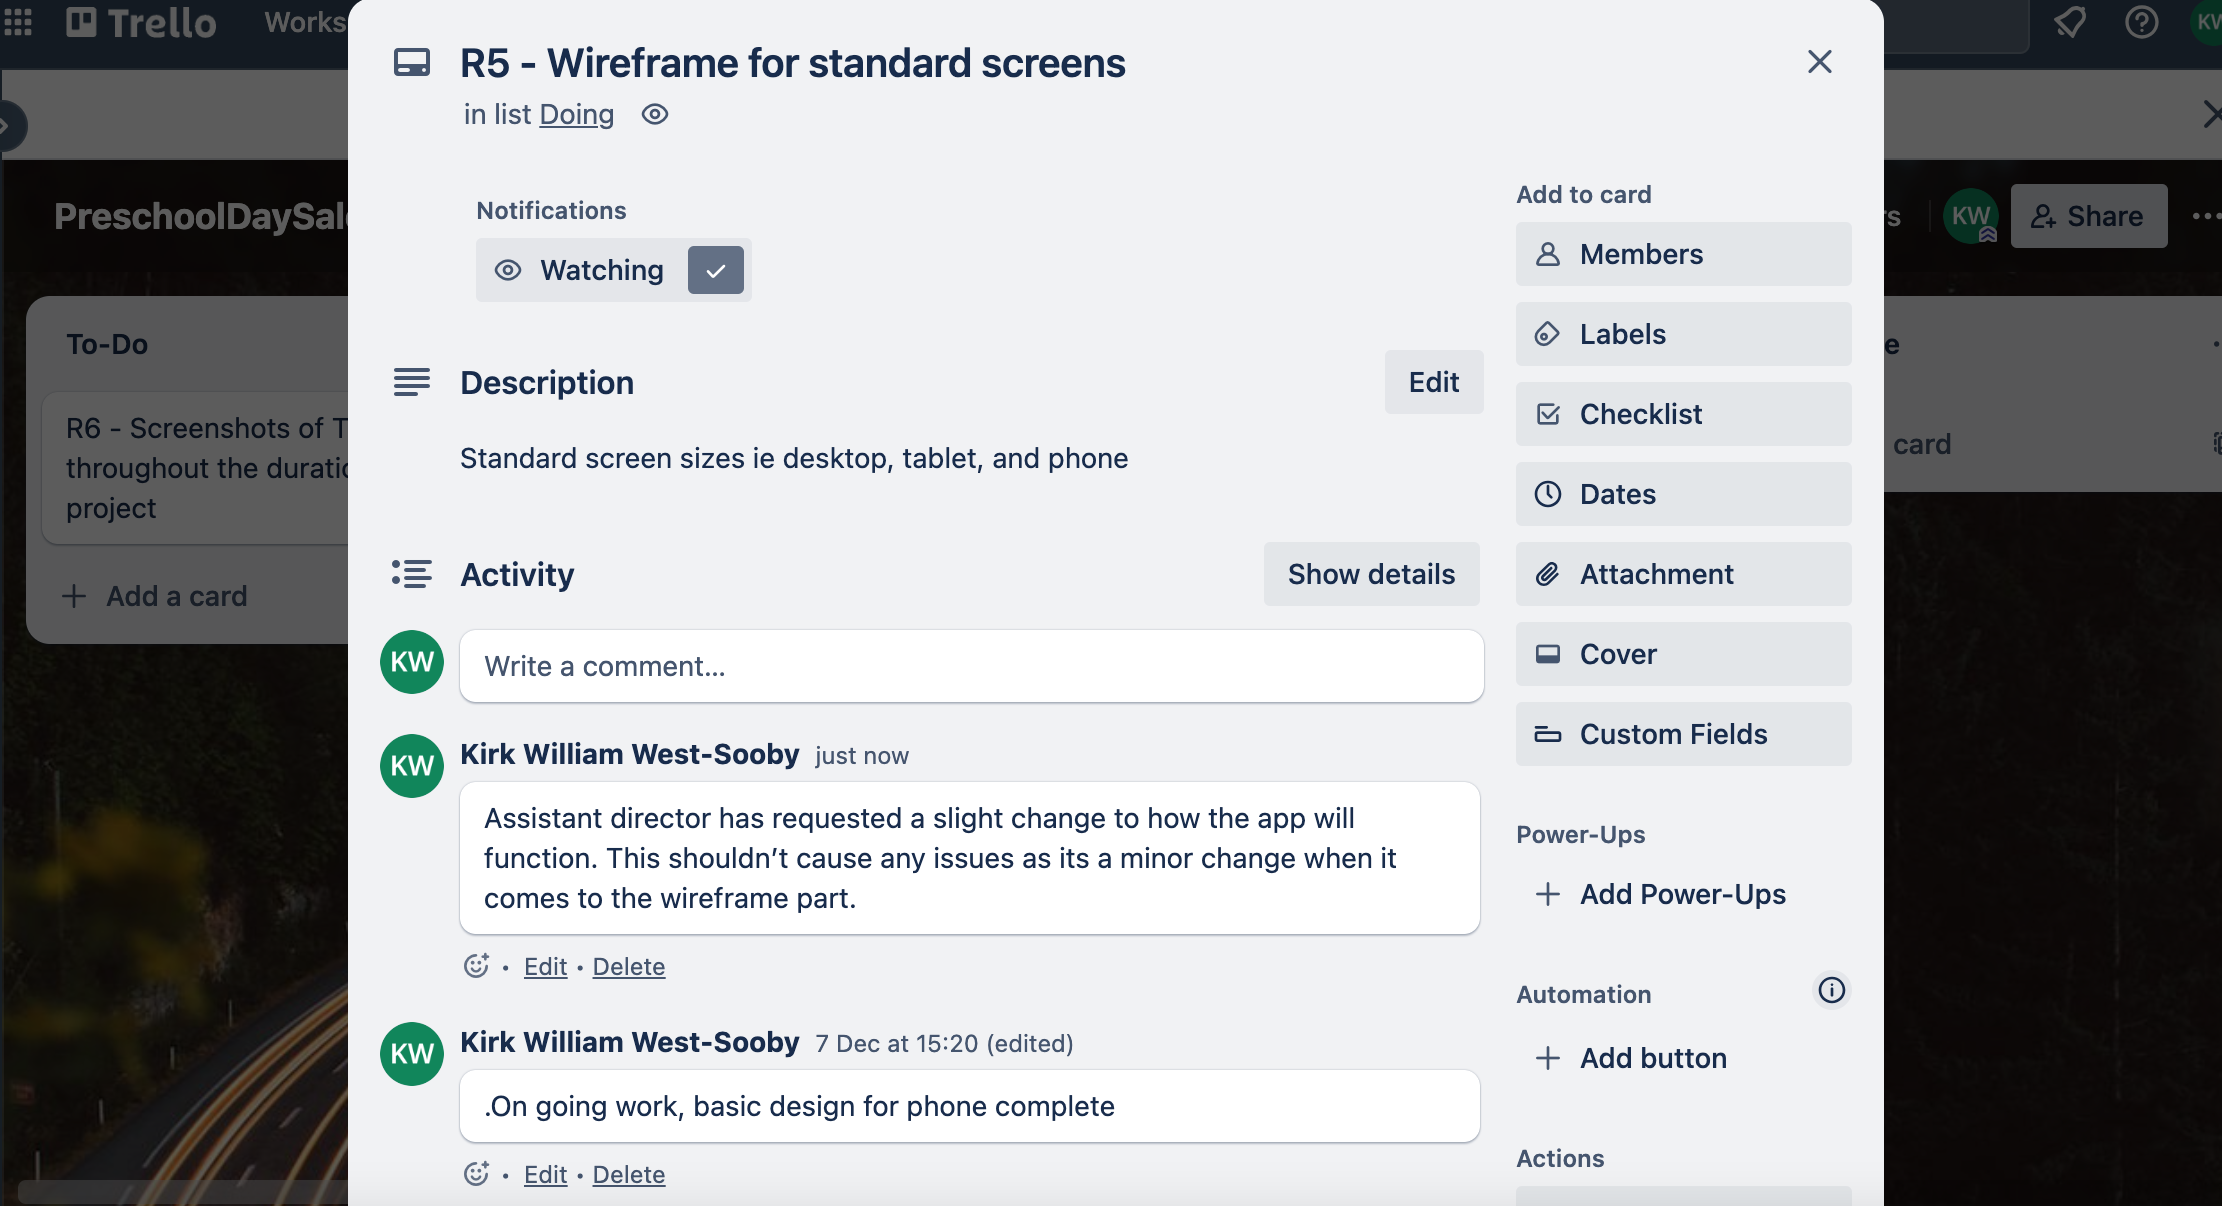 Trello
Works
KW
R5 - Wireframe for standard screens
in list Doing
PreschoolDaySale
KW
Share
Notifications
Watching
Add to card
Members
Labels
Checklist
Dates
Attachment
Cover
Custom Fields
Power-Ups
Add Power-Ups
Automation
Add button
Actions
To-Do
R6 - Screenshots of T
throughout the duratio
project
Add a card
card
Description
Edit
Standard screen sizes ie desktop, tablet, and phone
Activity
Show details
KW
Write a comment...
KW
Kirk William West-Sooby just now
Assistant director has requested a slight change to how the app will
function. This shouldn’t cause any issues as its a minor change when it
comes to the wireframe part.
• Edit • Delete
KW
Kirk William West-Sooby 7 Dec at 15:20 (edited)
.On going work, basic design for phone complete
• Edit • Delete